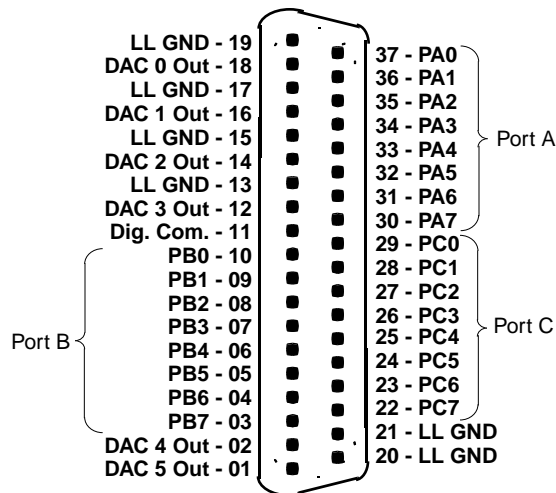 LL GND - 19
DAC 0 Out - 18
LL GND - 17
DAC 1 Out - 16
LL GND - 15
DAC 2 Out - 14
LL GND - 13
DAC 3 Out - 12
Dig. Com. - 11
PB0 - 10
PB1 - 09
PB2 - 08
PB3 - 07
PB4 - 06
PB5 - 05
PB6 - 04
PB7 - 03
DAC 4 Out - 02
DAC 5 Out - 01
Port B
37 - PA0
36 - PA1
35 - PA2
34 - PA3
33 - PA4
32 - PA5
31 - PA6
30 - PA7
29 - PC0
28 - PC1
27 - PC2
26 - PC3
25 - PC4
24 - PC5
23 - PC6
22 - PC7
21 - LL GND
20 - LL GND
Port A
Port C